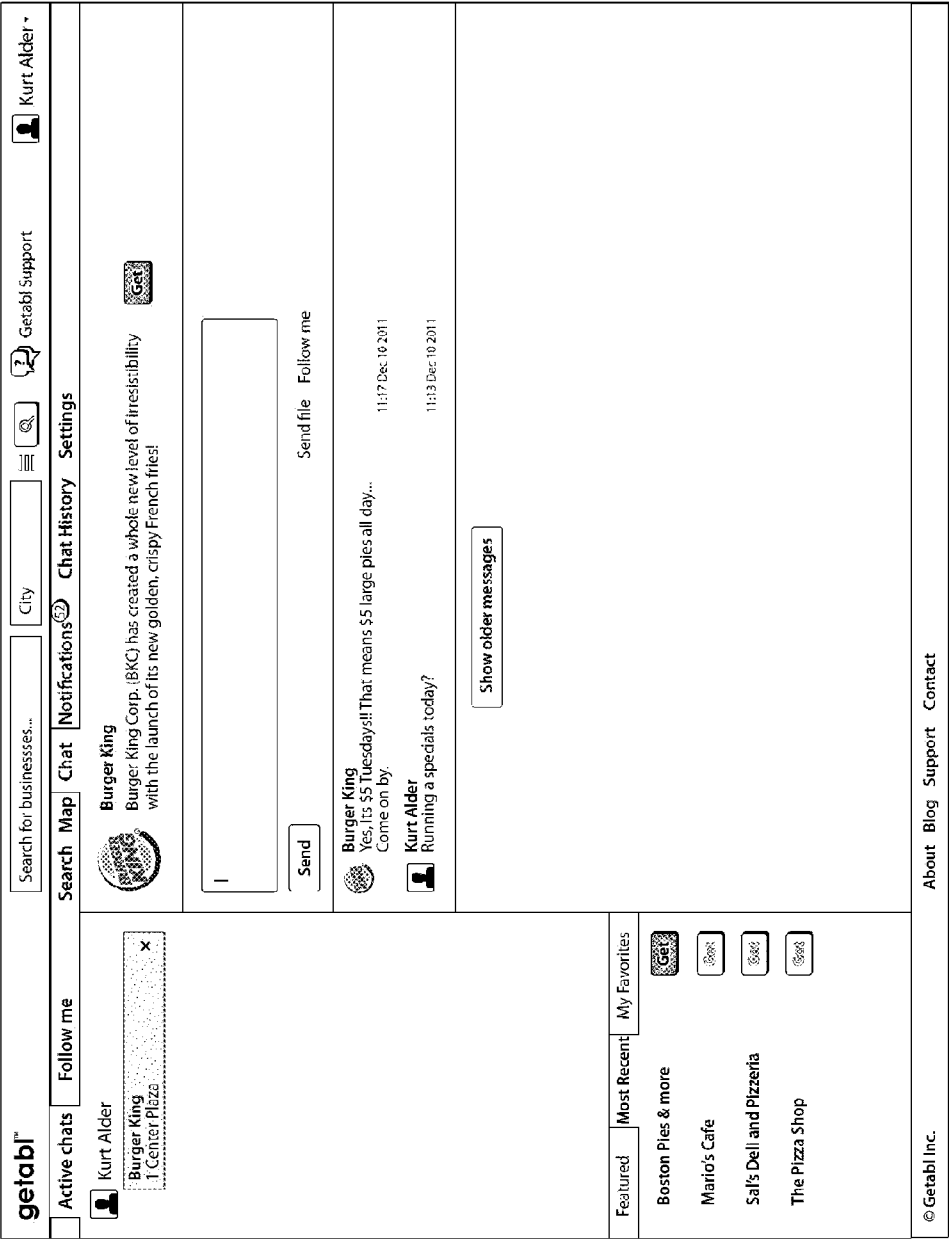 getabl™
Search for businessses...
City
Getabl Support
Kurt Alder
Active chats
Follow me
Search
Map
Chat
Notifications 52
Chat History
Settings
Kurt Alder
Burger King
1 Center Plaza
x
BURGER
KING
Burger King
Burger King Corp. (BKC) has created a whole new level of irresistibility
with the launch of its new golden, crispy French fries!
Get
Send
Send file
Follow me
Burger King
Yes, Its $5 Tuesdays!! That means $5 large pies all day...
Come on by.
11:17 Dec 10 2011
Kurt Alder
Running a specials today?
11:13 Dec 10 2011
Show older messages
Featured
Most Recent
My Favorites
Boston Pies & more
Get
Mario's Cafe
Sal's Deli and Pizzeria
The Pizza Shop
© Getabl Inc.
About
Blog
Support
Contact